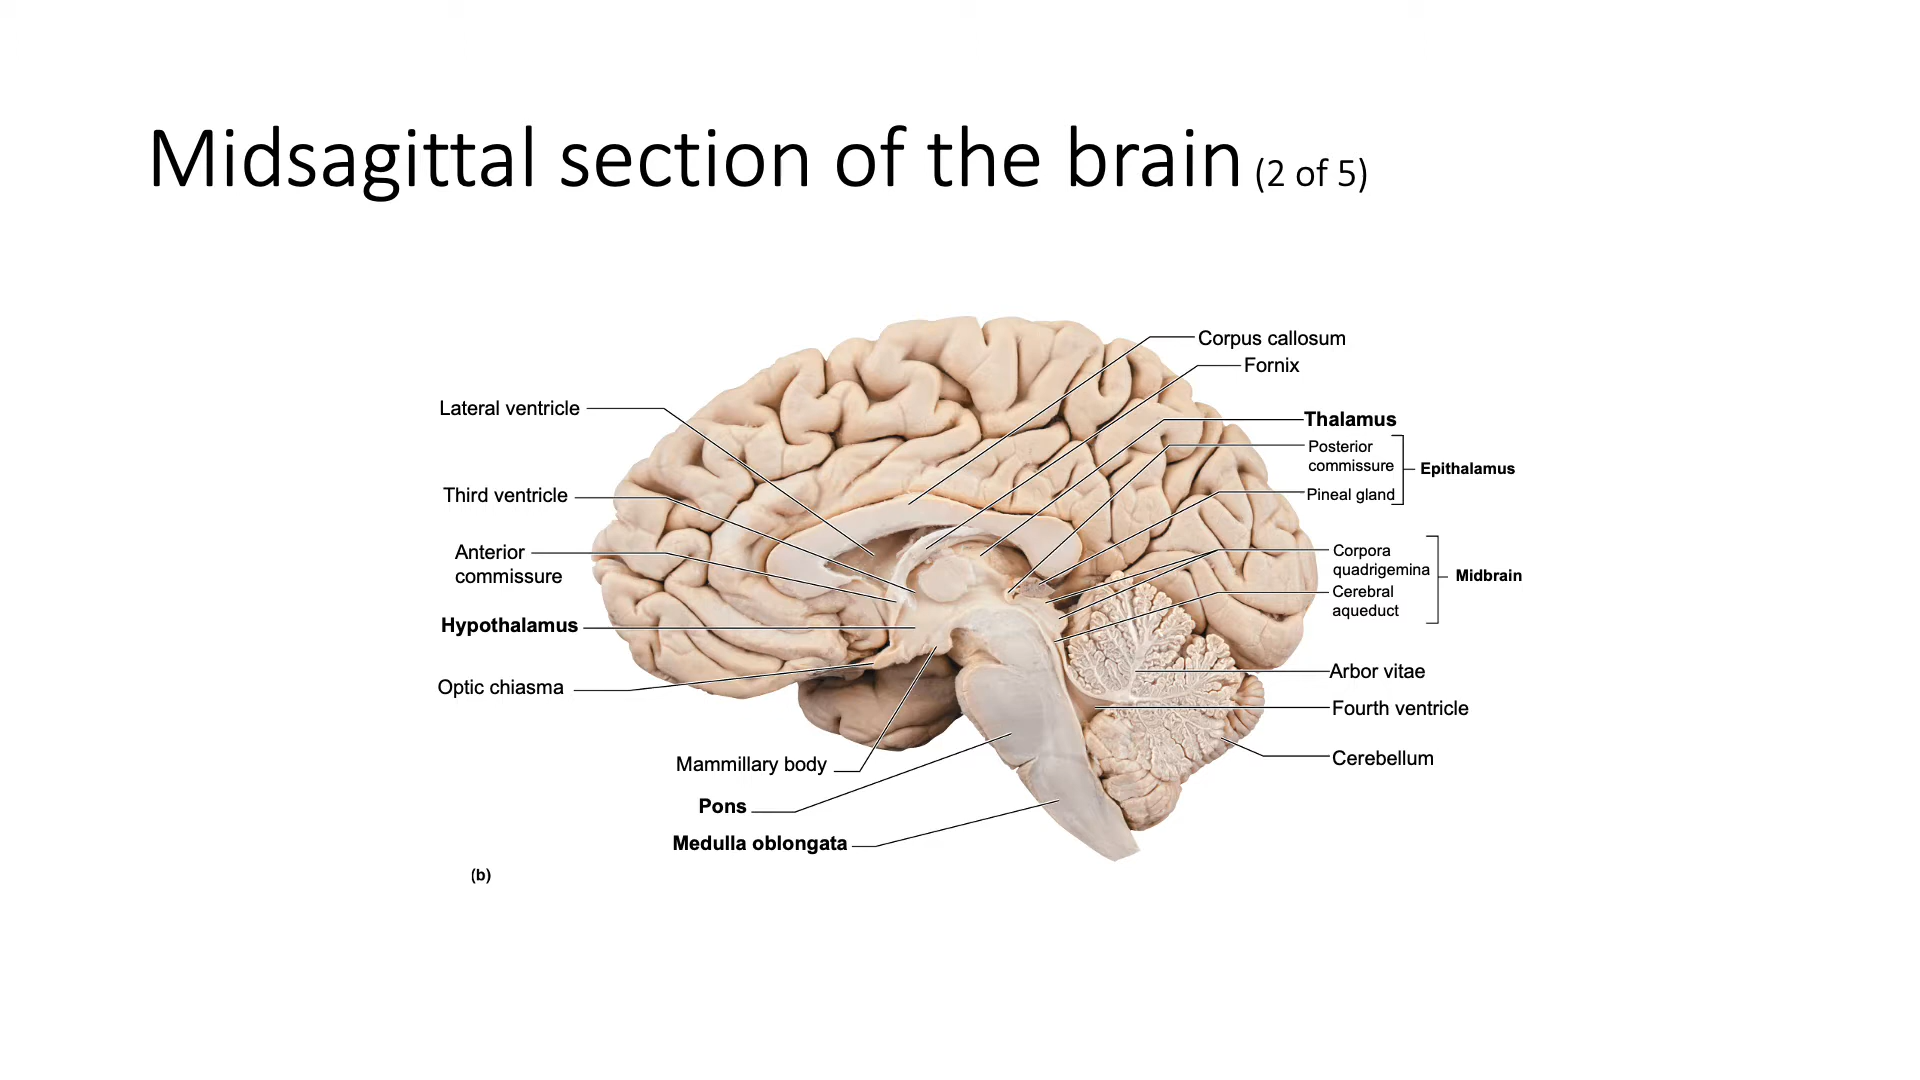 Midsagittal section of the brain (2 of 5)
Corpus callosum
Fornix
Lateral ventricle
Thalamus
Posterior
commissure
Epithalamus
Pineal gland
Third ventricle
Anterior
commissure
Corpora
quadrigemina
Midbrain
Cerebral
aqueduct
Hypothalamus
Arbor vitae
Optic chiasma
Fourth ventricle
Cerebellum
Mammillary body
Pons
Medulla oblongata
(b)